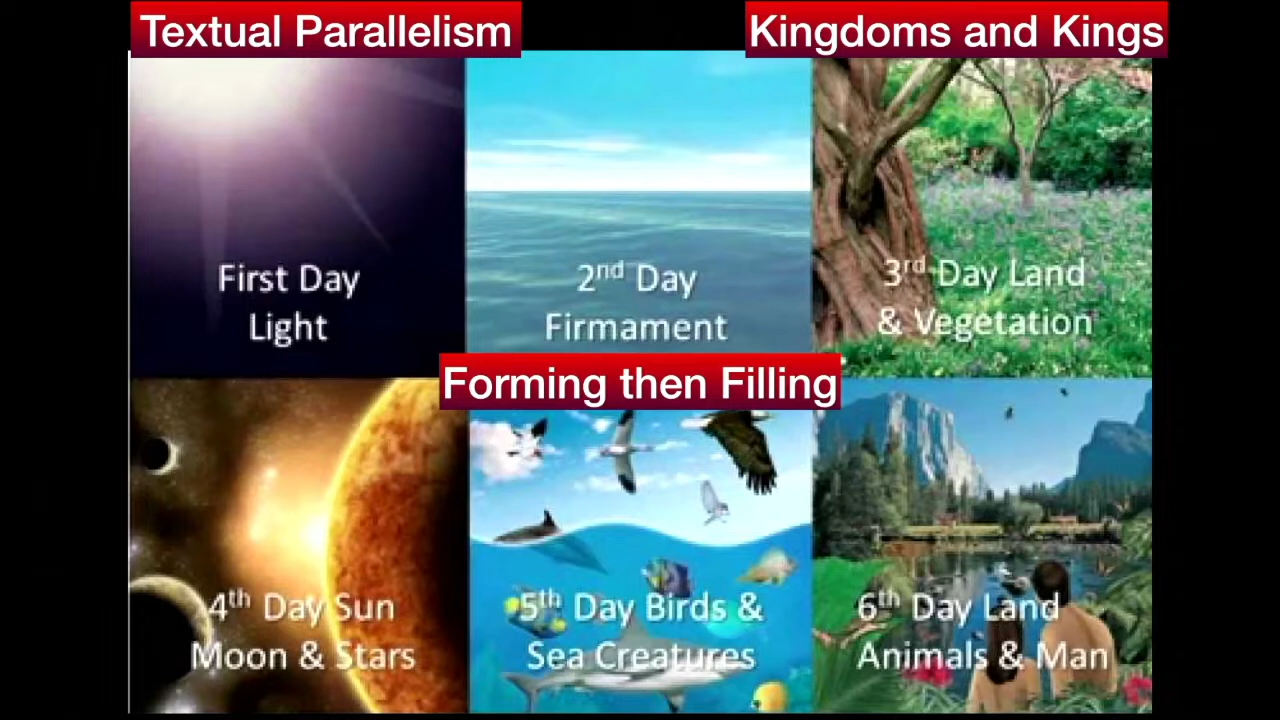 Textual Parallelism
Kingdoms and Kings
First Day
Light
2nd Day
Firmament
3rd Day Land
& Vegetation
Forming then Filling
4th Day Sun
Moon & Stars
5th Day Birds &
Sea Creatures
6th Day Land
Animals & Man